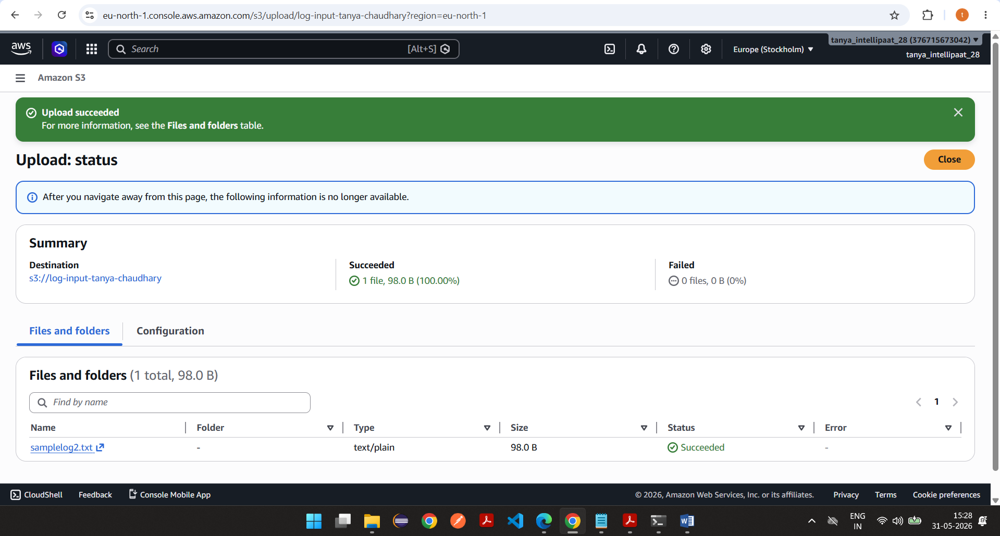 eu-north-1.console.aws.amazon.com/s3/upload/log-input-tanya-chaudhary?region=eu-north-1
t
aws
Search
[Alt+S]
Europe (Stockholm)
tanya_intellipaat_28 (376715673042)
tanya_intellipaat_28
Amazon S3
Upload succeeded
For more information, see the Files and folders table.
Upload: status
Close
After you navigate away from this page, the following information is no longer available.
Summary
Destination
s3://log-input-tanya-chaudhary
Succeeded
1 file, 98.0 B (100.00%)
Failed
0 files, 0 B (0%)
Files and folders
Configuration
Files and folders (1 total, 98.0 B)
Find by name
1
Name Folder Type Size Status Error
samplelog2.txt - text/plain 98.0 B Succeeded -
CloudShell Feedback Console Mobile App © 2026, Amazon Web Services, Inc. or its affiliates. Privacy Terms Cookie preferences
ENG
IN
15:28
31-05-2026